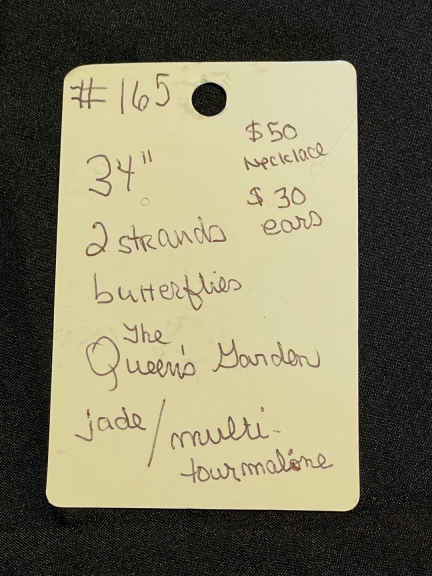 #165
$50
Necklace
$30
ears
34"
2 strands
butterflies
The
Queen's Garden
jade/multi-
tourmaline